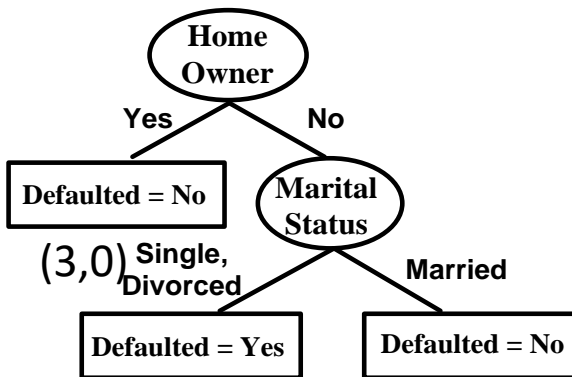 Home
Owner
Yes
No
Defaulted = No
Marital
Status
(3,0)
Single,
Divorced
Married
Defaulted = Yes
Defaulted = No